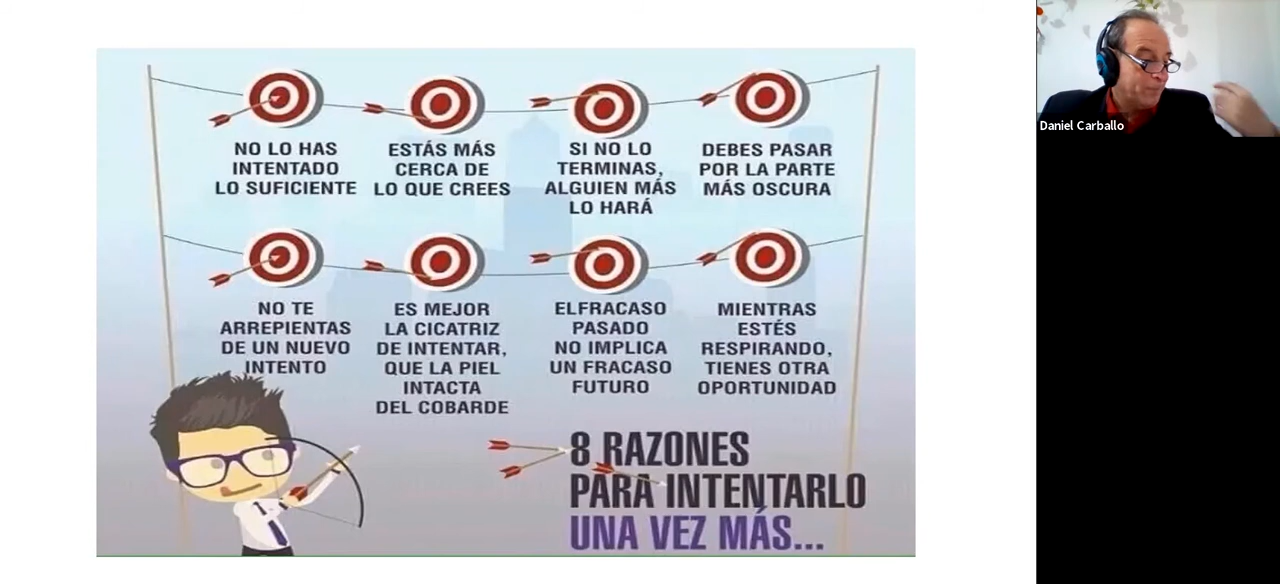 NO LO HAS
INTENTADO
LO SUFICIENTE
ESTÁS MÁS
CERCA DE
LO QUE CREES
SI NO LO
TERMINAS,
ALGUIEN MÁS
LO HARÁ
DEBES PASAR
POR LA PARTE
MÁS OSCURA
NO TE
ARREPIENTAS
DE UN NUEVO
INTENTO
ES MEJOR
LA CICATRIZ
DE INTENTAR,
QUE LA PIEL
INTACTA
DEL COBARDE
ELFRACASO
PASADO
NO IMPLICA
UN FRACASO
FUTURO
MIENTRAS
ESTÉS
RESPIRANDO,
TIENES OTRA
OPORTUNIDAD
8 RAZONES
PARA INTENTARLO
UNA VEZ MÁS...
Daniel Carballo